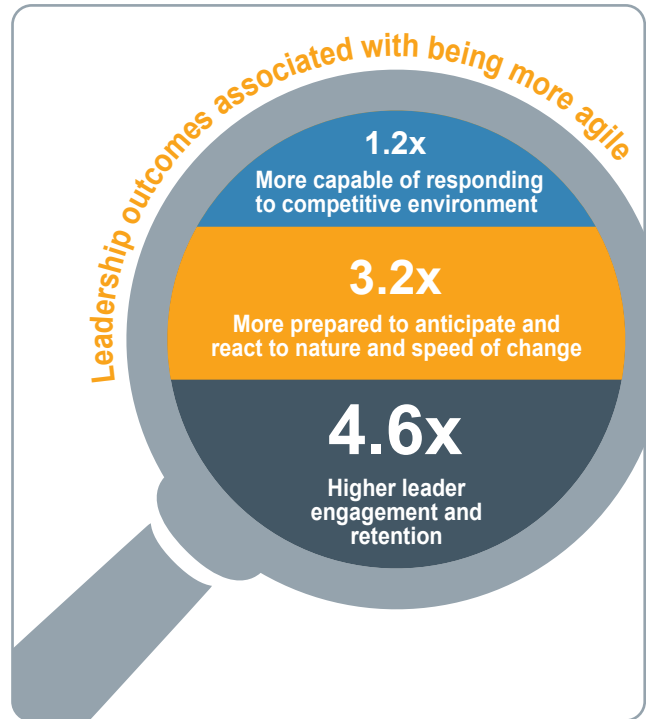 Leadership outcomes associated with being more agile
1.2x
More capable of responding
to competitive environment
3.2x
More prepared to anticipate and
react to nature and speed of change
4.6x
Higher leader
engagement and
retention